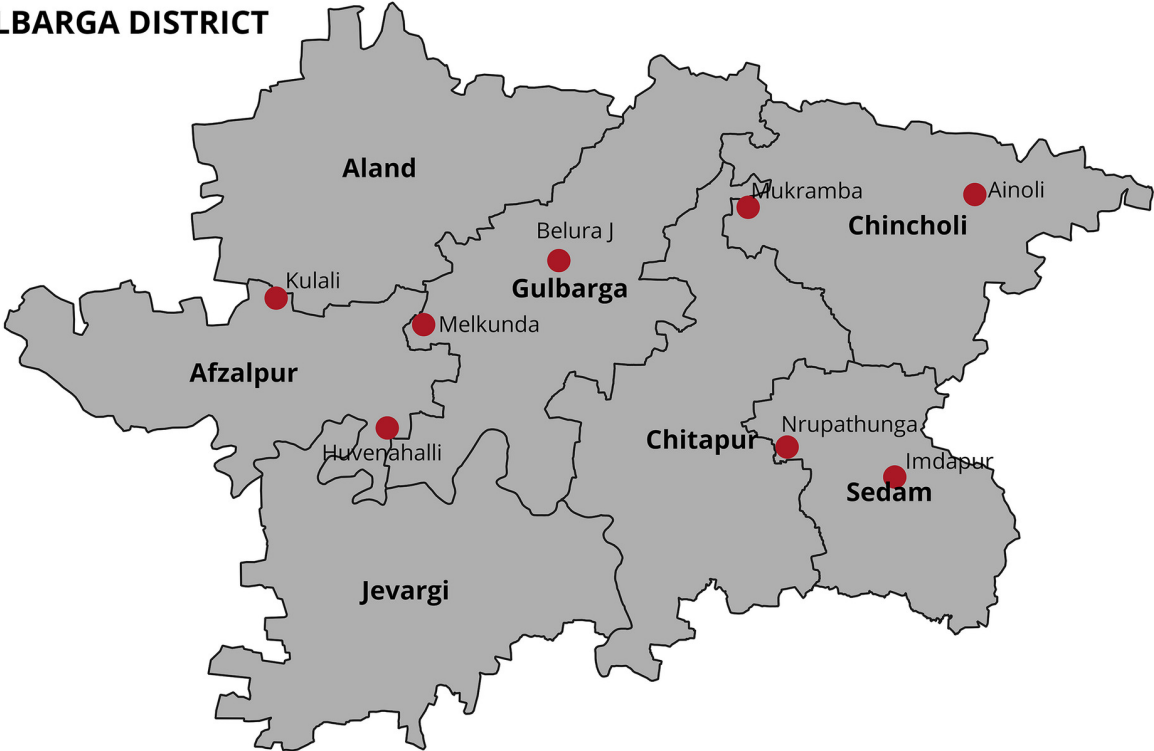 LBARGA DISTRICT
Aland
Mukramba
Ainoli
Chincholi
Belura J
Gulbarga
Kulali
Melkunda
Afzalpur
Nrupathunga
Chitapur
Huvenahalli
Imdapur
Sedam
Jevargi